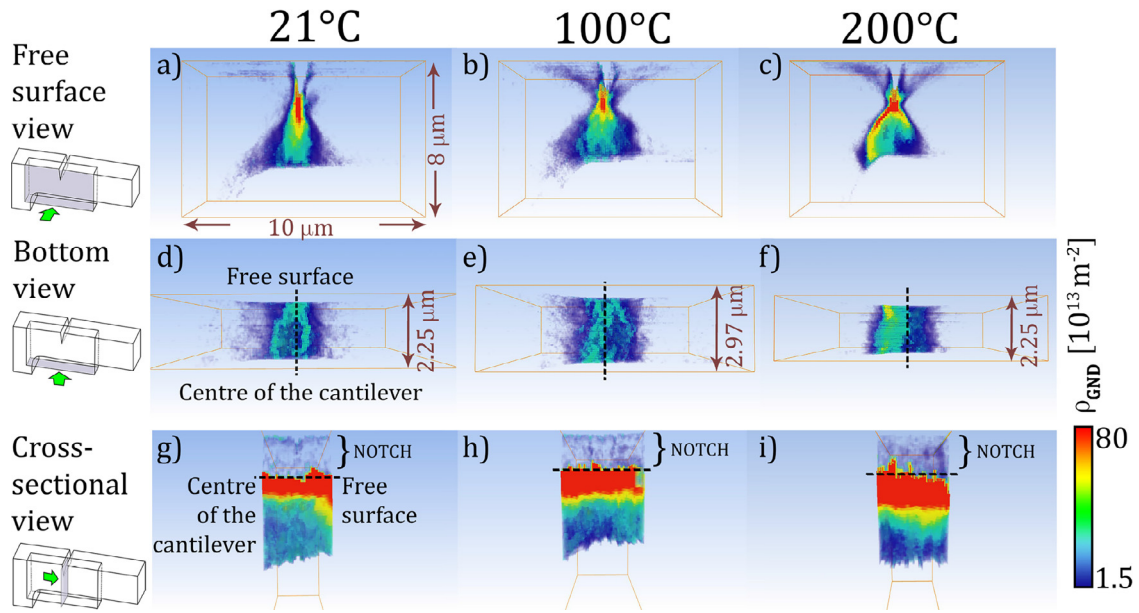 21°C 100°C 200°C
Free
surface
view
a) b) c)
8 µm
10 µm
Bottom
view
d) e) f)
Free surface
2.25 µm
2.97 µm
2.25 µm
Centre of the cantilever
Cross-
sectional
view
g) h) i)
} NOTCH } NOTCH } NOTCH
Centre
of the
cantilever
Free
surface
ρGND [10¹³ m⁻²]
80
1.5